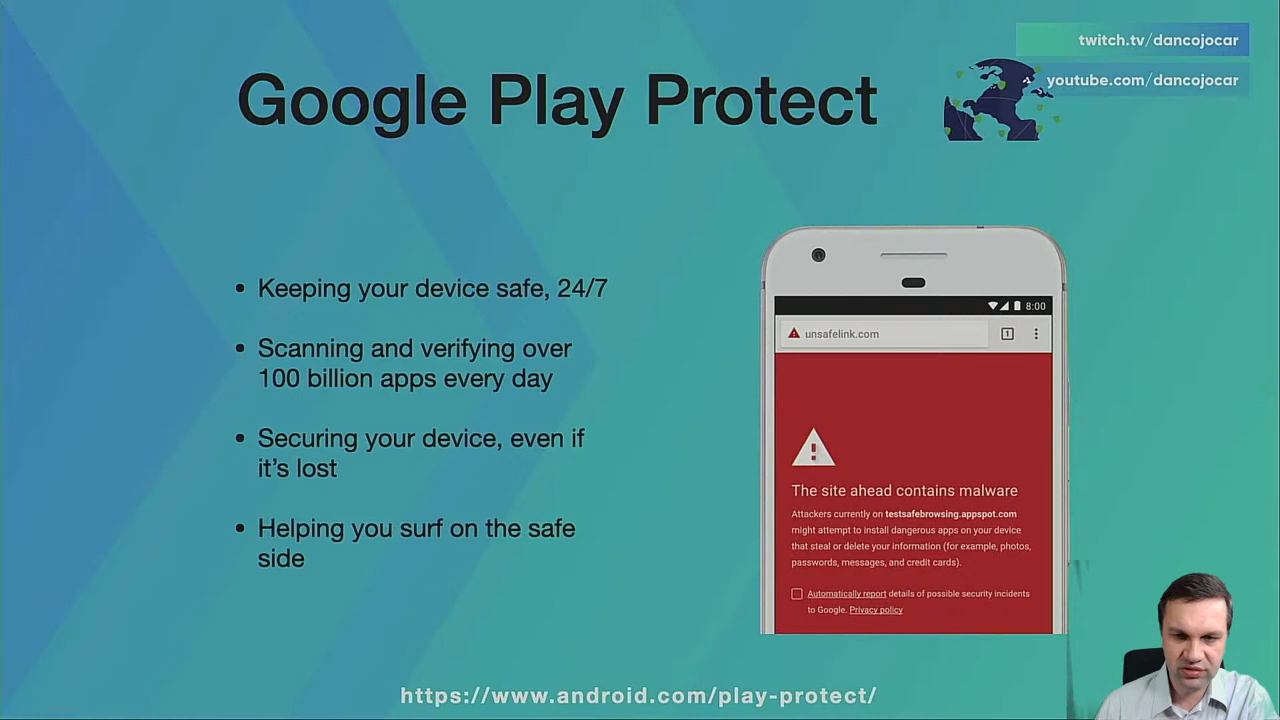 twitch.tv/dancojocar
youtube.com/dancojocar
Google Play Protect
• Keeping your device safe, 24/7
• Scanning and verifying over
100 billion apps every day
• Securing your device, even if
it's lost
• Helping you surf on the safe
side
8:00
unsafelink.com
1
The site ahead contains malware
Attackers currently on testsafebrowsing.appspot.com
might attempt to install dangerous apps on your device
that steal or delete your information (for example, photos,
passwords, messages, and credit cards).
Automatically report details of possible security incidents
to Google. Privacy policy
https://www.android.com/play-protect/